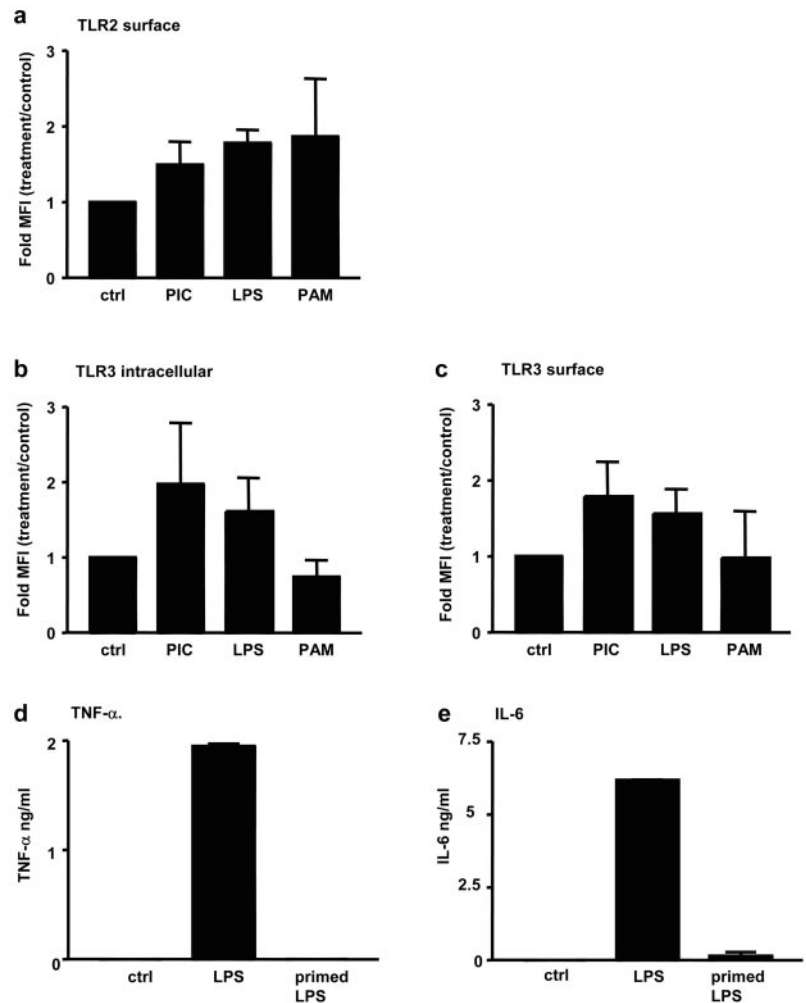 a
TLR2 surface
Fold MFI (treatment/control)
3
2
1
0
ctrl PIC LPS PAM
b
TLR3 intracellular
Fold MFI (treatment/control)
3
2
1
0
ctrl PIC LPS PAM
c
TLR3 surface
Fold MFI (treatment/control)
3
2
1
0
ctrl PIC LPS PAM
d
TNF-α.
TNF-α ng/ml
2
1
0
ctrl LPS primed
LPS
e
IL-6
IL-6 ng/ml
7.5
5
2.5
0
ctrl LPS primed
LPS